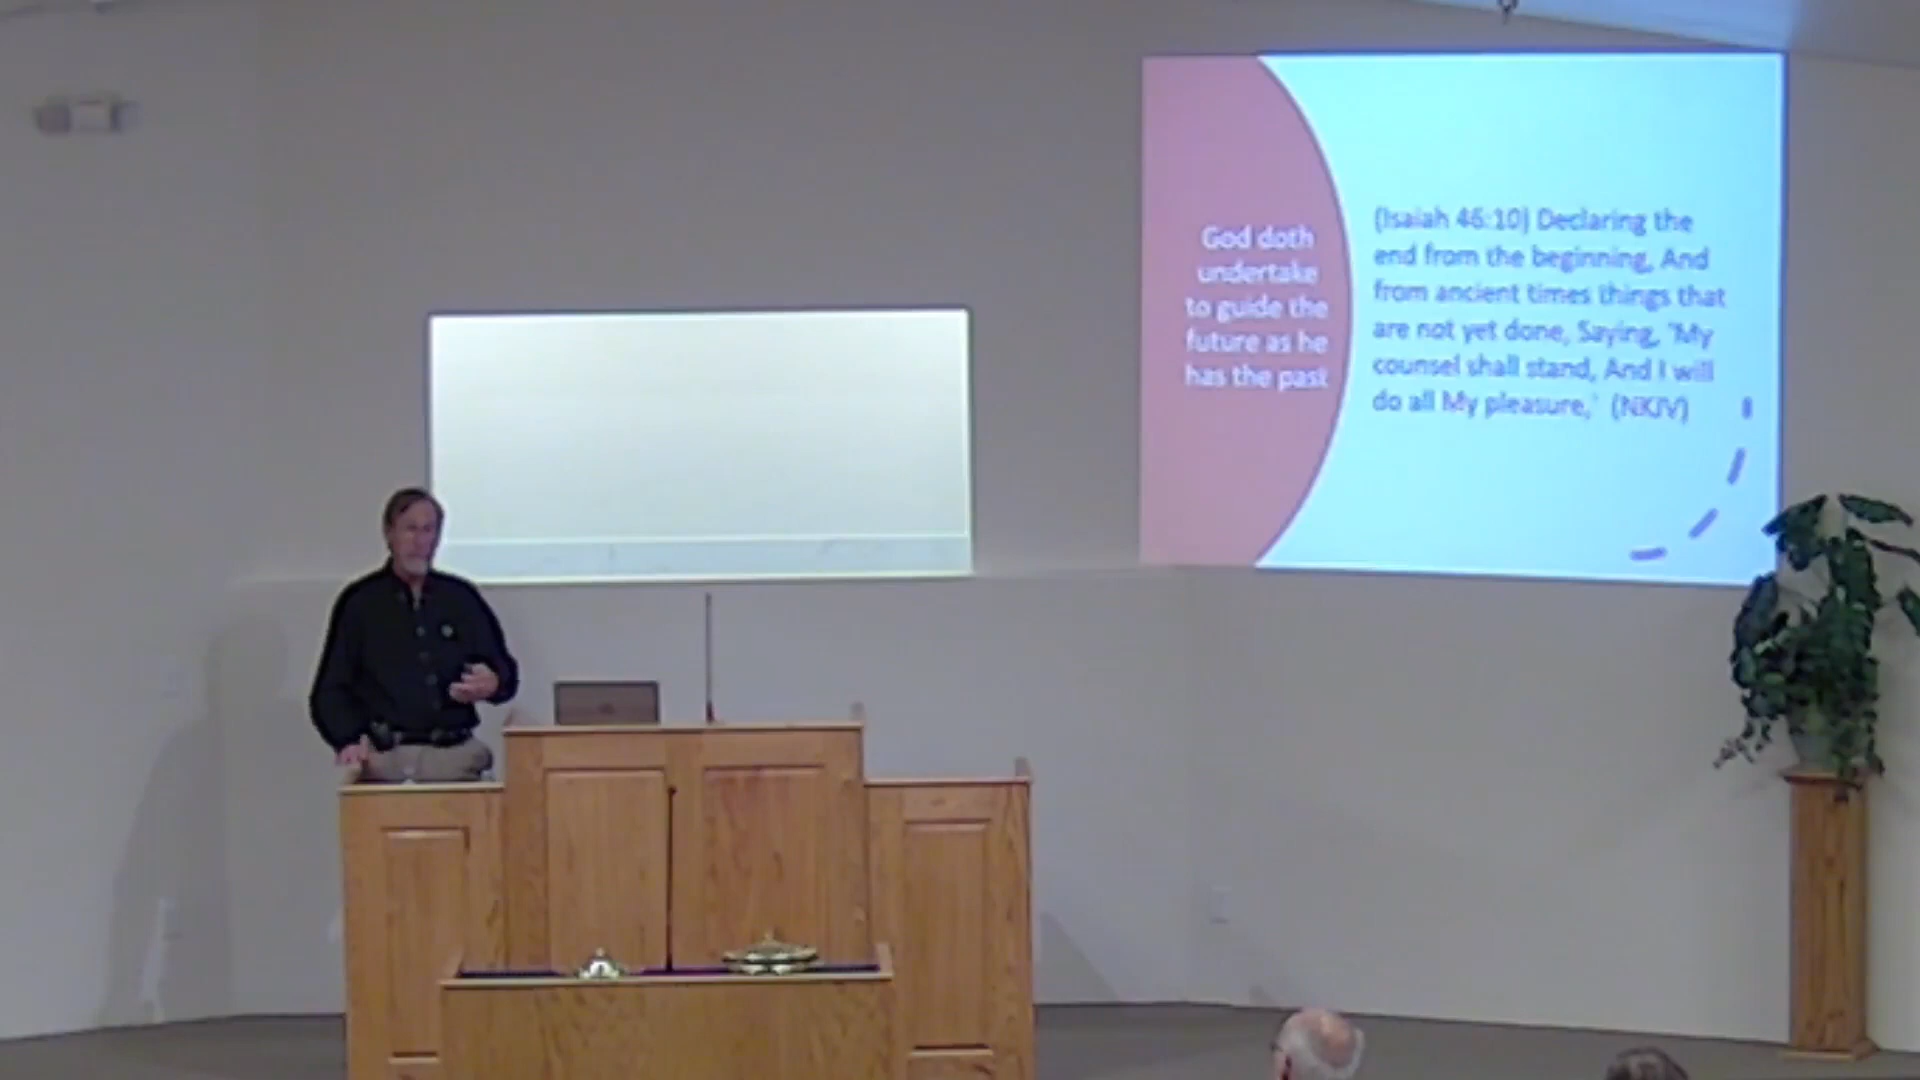 God doth
undertake
to guide the
future as he
has the past
(Isaiah 46:10) Declaring the
end from the beginning, And
from ancient times things that
are not yet done, Saying, 'My
counsel shall stand, And I will
do all My pleasure,' (NKJV)